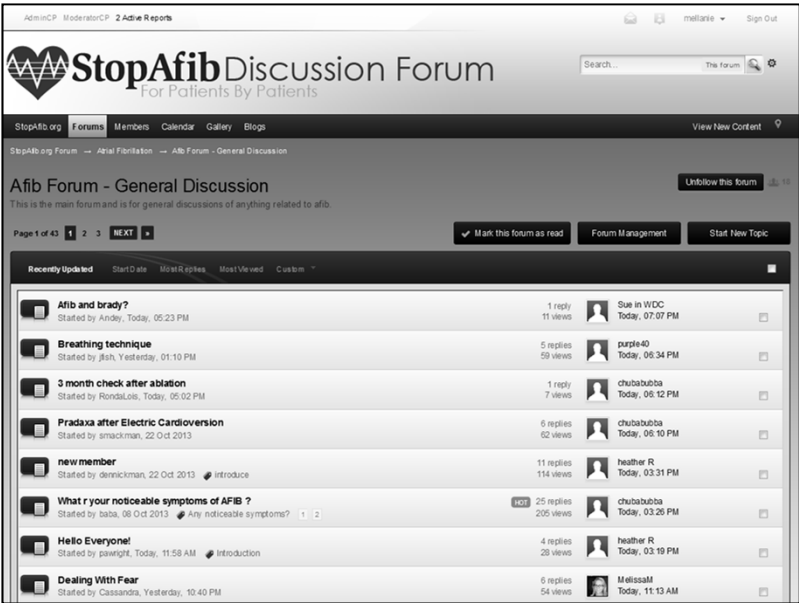 AdminCP ModeratorCP 2 Active Reports mellanie Sign Out
StopAfib Discussion Forum
For Patients By Patients
Search... This forum
StopAfib.org Forums Members Calendar Gallery Blogs View New Content
StopAfib.org Forum → Atrial Fibrillation → Afib Forum - General Discussion
Afib Forum - General Discussion
Unfollow this forum
This is the main forum and is for general discussions of anything related to afib.
Page 1 of 43 1 2 3 NEXT »
Mark this forum as read Forum Management Start New Topic
Recently Updated Start Date Most Replies Most Viewed Custom
Afib and brady? 1 reply Sue in WDC
Started by Andey, Today, 05:23 PM 11 views Today, 07:07 PM
Breathing technique 5 replies purple40
Started by jfish, Yesterday, 01:10 PM 59 views Today, 06:34 PM
3 month check after ablation 1 reply chubabubba
Started by RondaLois, Today, 05:02 PM 7 views Today, 06:12 PM
Pradaxa after Electric Cardioversion 6 replies chubabubba
Started by smackman, 22 Oct 2013 62 views Today, 06:10 PM
new member 11 replies heather R
Started by dennickman, 22 Oct 2013 introduce 114 views Today, 03:31 PM
What r your noticeable symptoms of AFIB ? HOT 25 replies chubabubba
Started by baba, 08 Oct 2013 Any noticeable symptoms? 1 2 205 views Today, 03:26 PM
Hello Everyone! 4 replies heather R
Started by pawright, Today, 11:58 AM Introduction 28 views Today, 03:19 PM
Dealing With Fear 6 replies MelissaM
Started by Cassandra, Yesterday, 10:40 PM 54 views Today, 11:13 AM